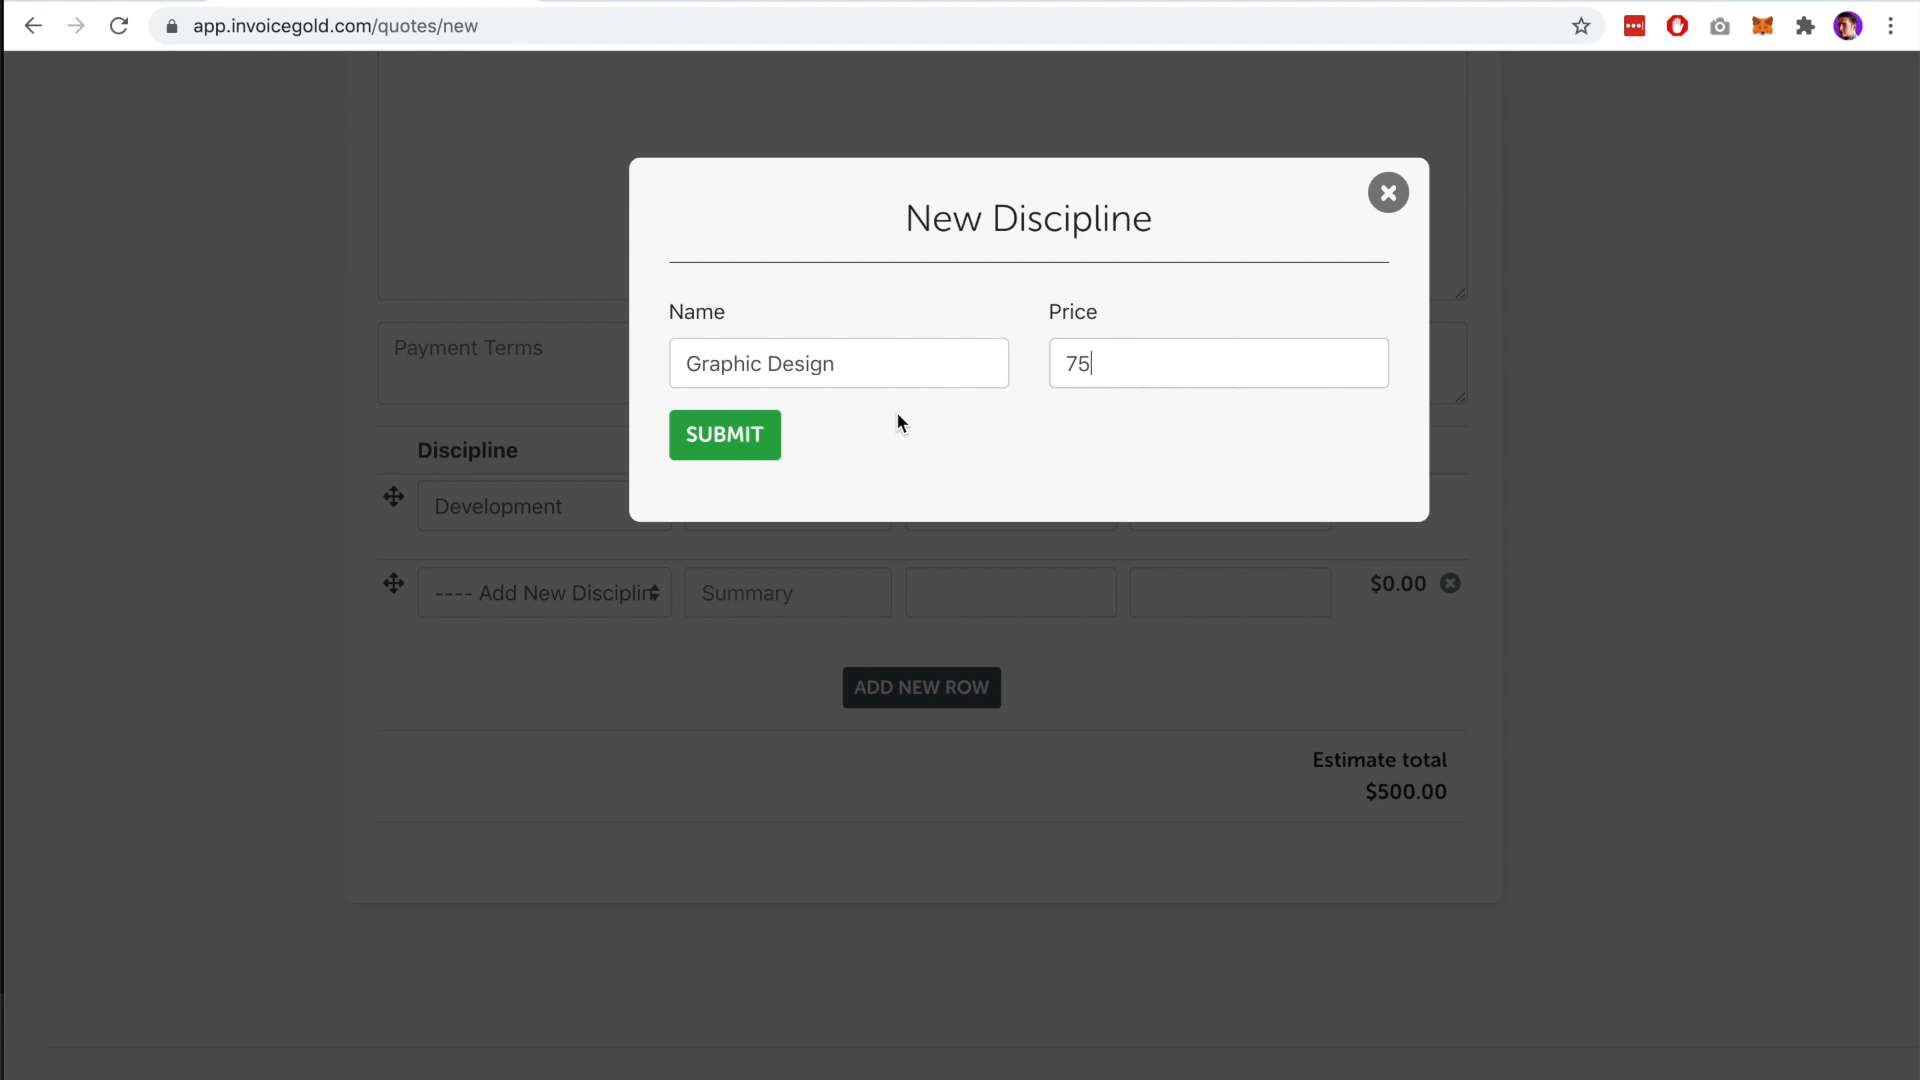 app.invoicegold.com/quotes/new
New Discipline
Name
Price
Graphic Design
75
SUBMIT
Payment Terms
Discipline
Development
---- Add New Disciplin
Summary
$0.00
ADD NEW ROW
Estimate total
$500.00